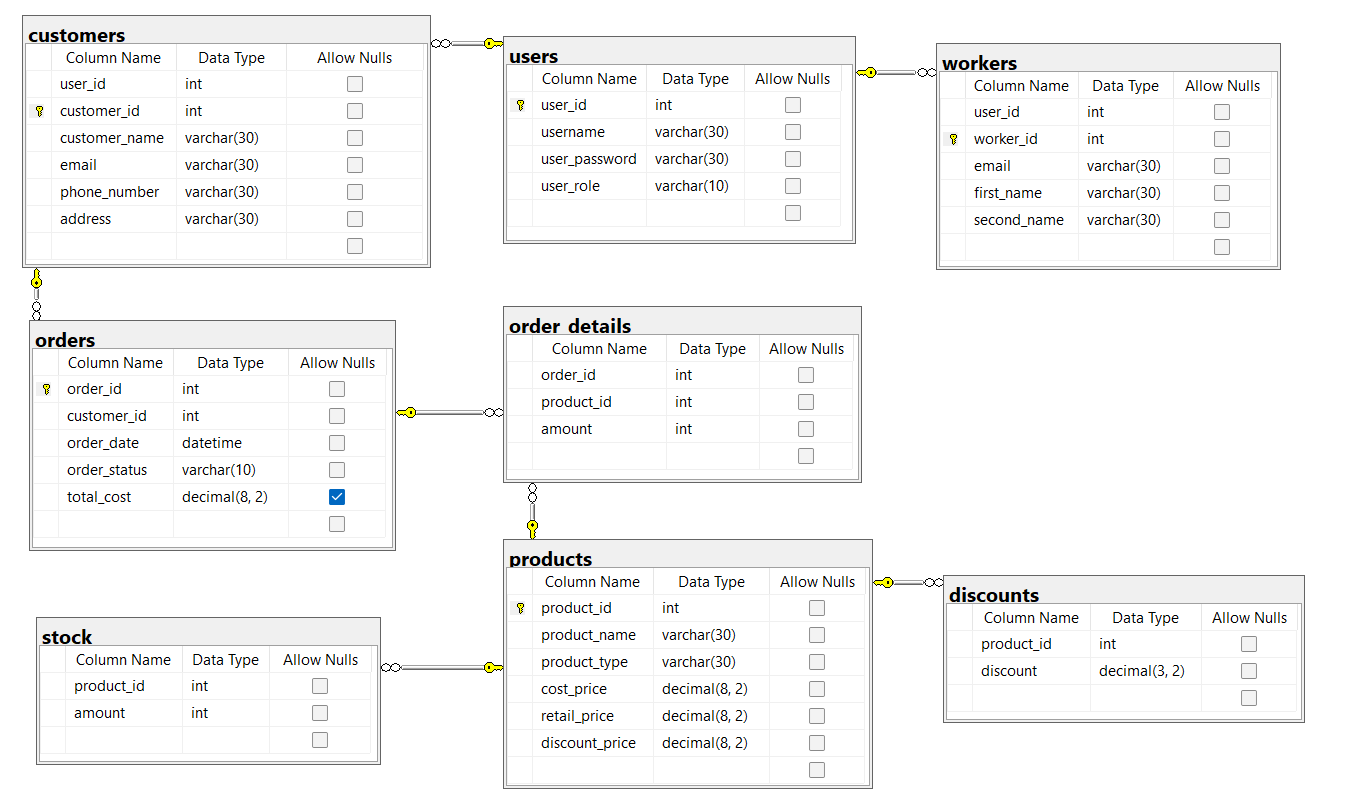 customers
Column Name Data Type Allow Nulls
user_id int
customer_id int
customer_name varchar(30)
email varchar(30)
phone_number varchar(30)
address varchar(30)
users
Column Name Data Type Allow Nulls
user_id int
username varchar(30)
user_password varchar(30)
user_role varchar(10)
workers
Column Name Data Type Allow Nulls
user_id int
worker_id int
email varchar(30)
first_name varchar(30)
second_name varchar(30)
orders
Column Name Data Type Allow Nulls
order_id int
customer_id int
order_date datetime
order_status varchar(10)
total_cost decimal(8, 2)
order_details
Column Name Data Type Allow Nulls
order_id int
product_id int
amount int
stock
Column Name Data Type Allow Nulls
product_id int
amount int
products
Column Name Data Type Allow Nulls
product_id int
product_name varchar(30)
product_type varchar(30)
cost_price decimal(8, 2)
retail_price decimal(8, 2)
discount_price decimal(8, 2)
discounts
Column Name Data Type Allow Nulls
product_id int
discount decimal(3, 2)